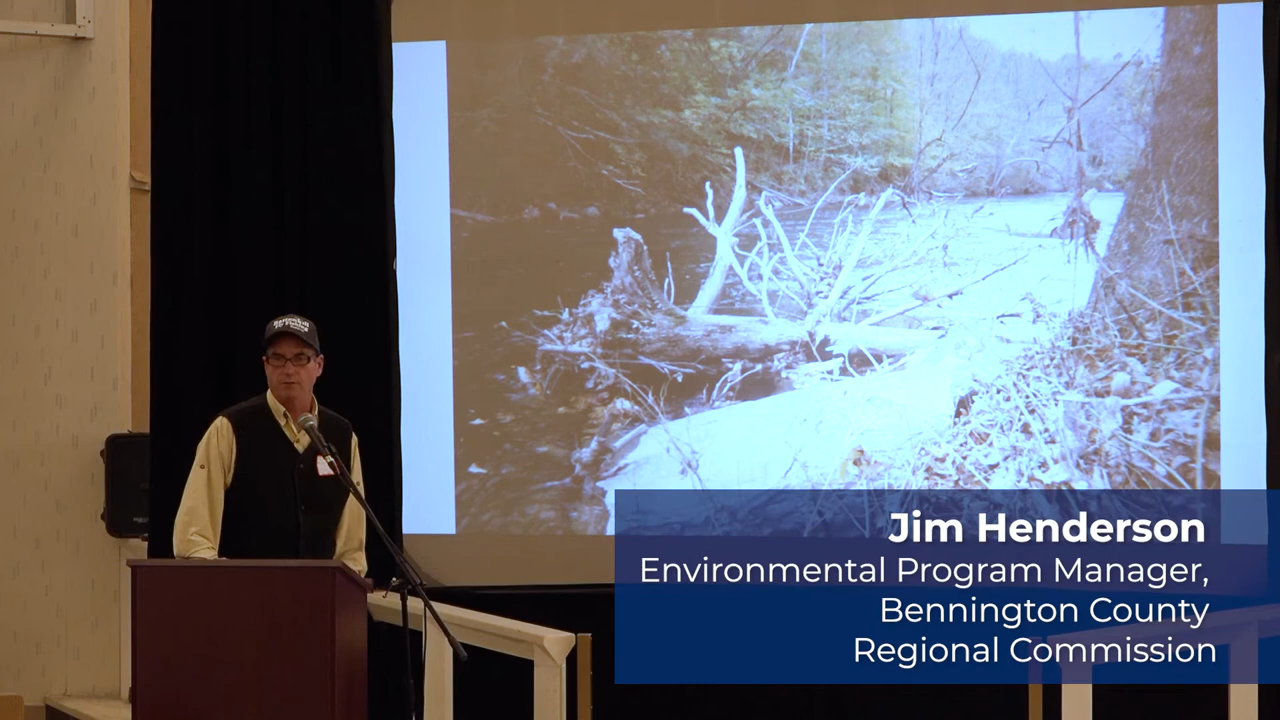 Jim Henderson
Environmental Program Manager,
Bennington County
Regional Commission